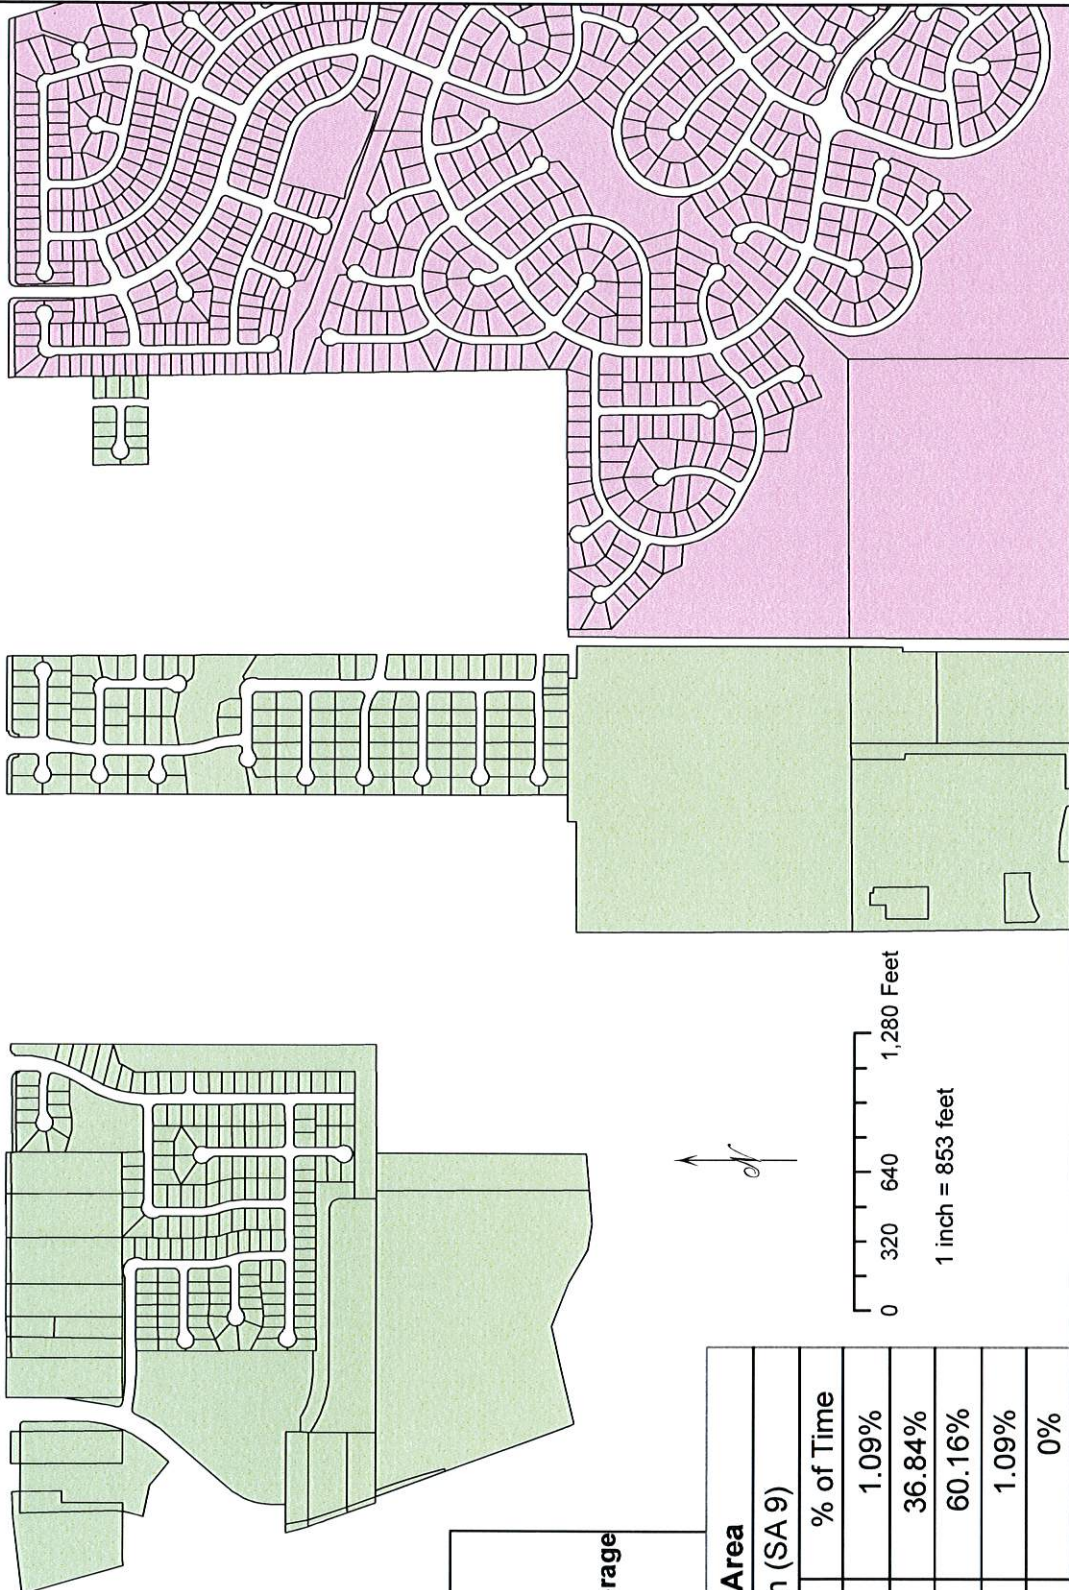 N
0 320 640 1,280 Feet
1 inch = 853 feet
rage
Area
n (SA 9)
% of Time
1.09%
36.84%
60.16%
1.09%
0%